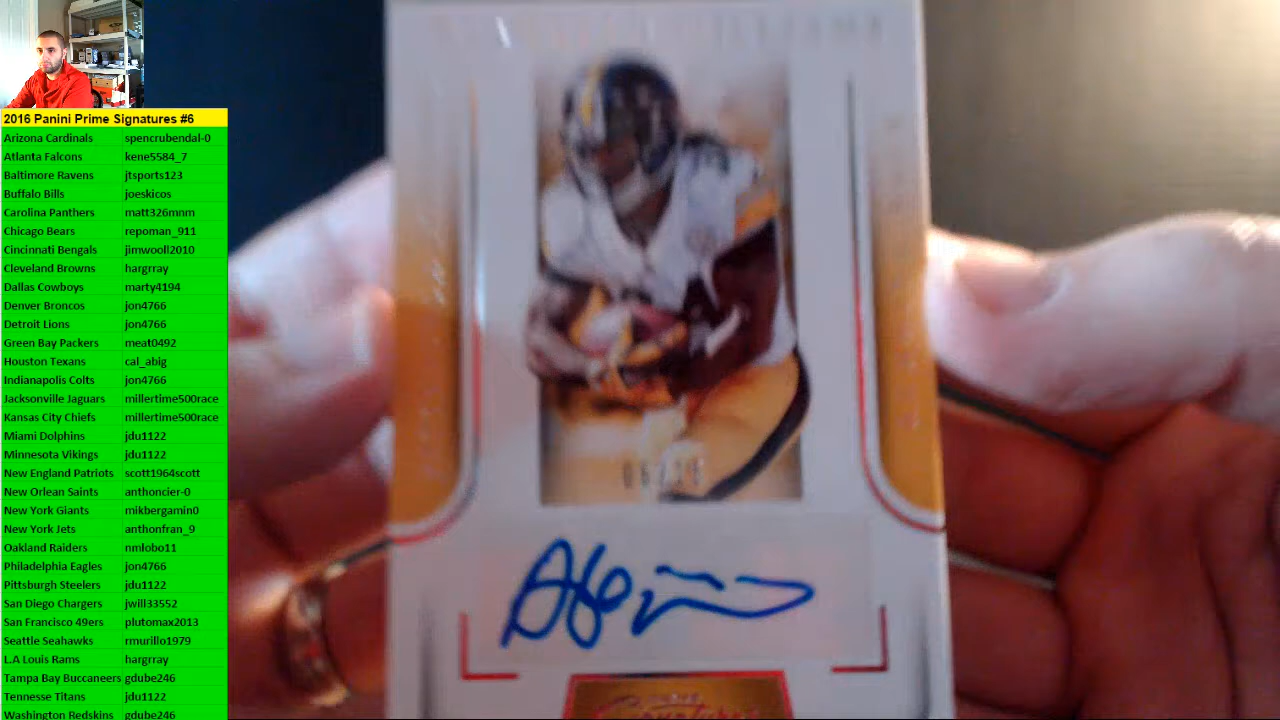 2016 Panini Prime Signatures #6
Arizona Cardinals spencrubendal-0
Atlanta Falcons kene5584_7
Baltimore Ravens jtsports123
Buffalo Bills joeskicos
Carolina Panthers matt326mnm
Chicago Bears repoman_911
Cincinnati Bengals jimwooll2010
Cleveland Browns hargrray
Dallas Cowboys marty4194
Denver Broncos jon4766
Detroit Lions jon4766
Green Bay Packers meat0492
Houston Texans cal_abig
Indianapolis Colts jon4766
Jacksonville Jaguars millertime500race
Kansas City Chiefs millertime500race
Miami Dolphins jdu1122
Minnesota Vikings jdu1122
New England Patriots scott1964scott
New Orlean Saints anthoncier-0
New York Giants mikbergamin0
New York Jets anthonfran_9
Oakland Raiders nmlobo11
Philadelphia Eagles jon4766
Pittsburgh Steelers jdu1122
San Diego Chargers jwill33552
San Francisco 49ers plutomax2013
Seattle Seahawks rmurillo1979
L.A Louis Rams hargrray
Tampa Bay Buccaneers gdube246
Tennesse Titans jdu1122
Washington Redskins gdube246
Signatures